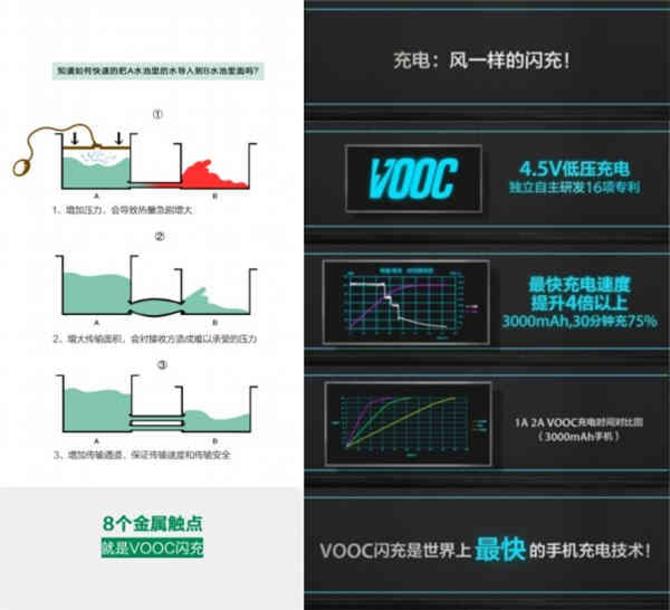 知道如何快速的把A水池里的水导入到B水池里面吗?
①
A
B
1、增加压力，会导致热量急剧增大
②
A
B
2、增大传输面积，会对接收方造成难以承受的压力
③
A
B
3、增加传输通道，保证传输速度和传输安全
8个金属触点
就是VOOC闪充
充电：风一样的闪充！
VOOC
4.5V低压充电
独立自主研发16项专利
最快充电速度
提升4倍以上
3000mAh,30分钟充75%
1A 2A VOOC充电时间对比图
（3000mAh手机）
VOOC闪充是世界上 最快 的手机充电技术！